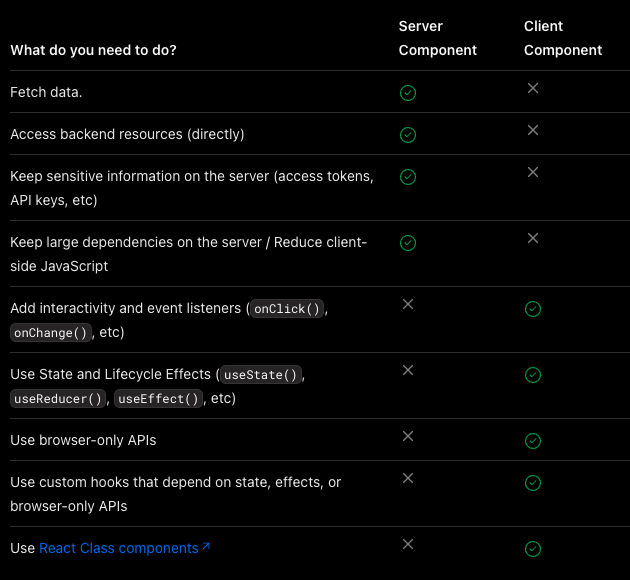 Server Client
What do you need to do? Component Component
Fetch data.
Access backend resources (directly)
Keep sensitive information on the server (access tokens,
API keys, etc)
Keep large dependencies on the server / Reduce client-
side JavaScript
Add interactivity and event listeners (onClick(),
onChange(), etc)
Use State and Lifecycle Effects (useState(),
useReducer(), useEffect(), etc)
Use browser-only APIs
Use custom hooks that depend on state, effects, or
browser-only APIs
Use React Class components